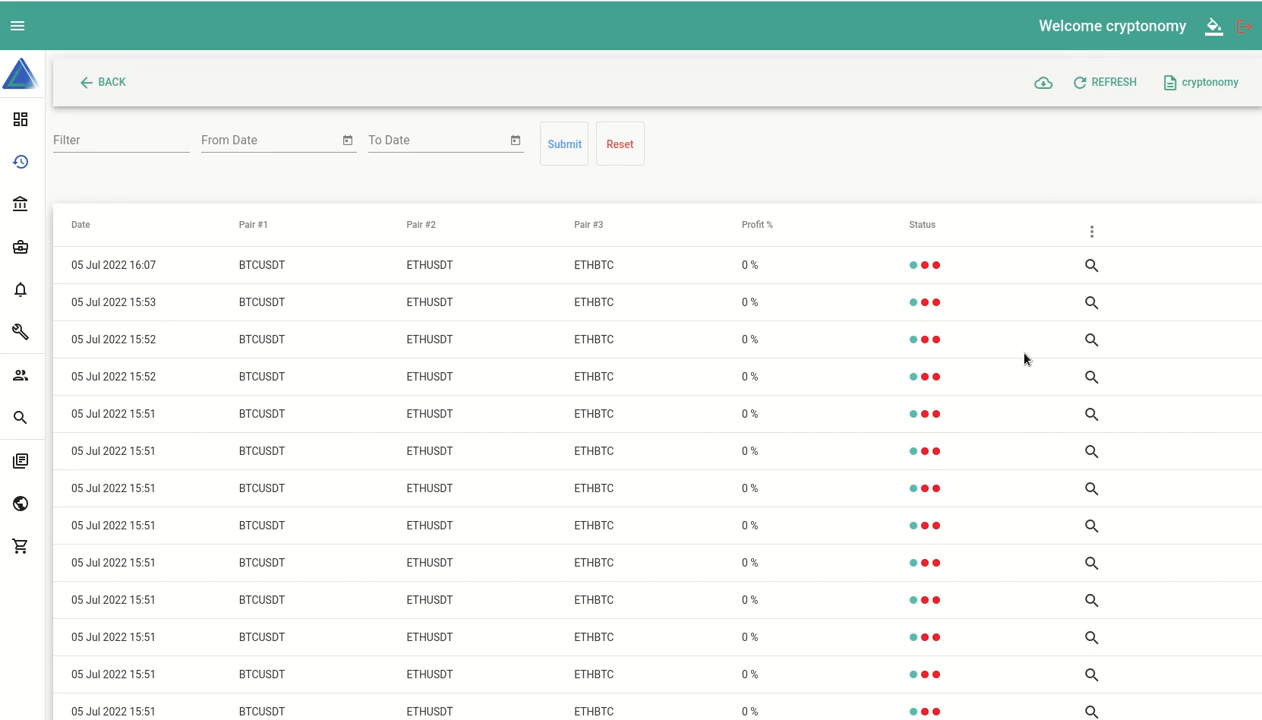 Welcome cryptonomy
BACK REFRESH cryptonomy
Filter From Date To Date Submit Reset
Date Pair #1 Pair #2 Pair #3 Profit % Status
05 Jul 2022 16:07 BTCUSDT ETHUSDT ETHBTC 0 %
05 Jul 2022 15:53 BTCUSDT ETHUSDT ETHBTC 0 %
05 Jul 2022 15:52 BTCUSDT ETHUSDT ETHBTC 0 %
05 Jul 2022 15:52 BTCUSDT ETHUSDT ETHBTC 0 %
05 Jul 2022 15:51 BTCUSDT ETHUSDT ETHBTC 0 %
05 Jul 2022 15:51 BTCUSDT ETHUSDT ETHBTC 0 %
05 Jul 2022 15:51 BTCUSDT ETHUSDT ETHBTC 0 %
05 Jul 2022 15:51 BTCUSDT ETHUSDT ETHBTC 0 %
05 Jul 2022 15:51 BTCUSDT ETHUSDT ETHBTC 0 %
05 Jul 2022 15:51 BTCUSDT ETHUSDT ETHBTC 0 %
05 Jul 2022 15:51 BTCUSDT ETHUSDT ETHBTC 0 %
05 Jul 2022 15:51 BTCUSDT ETHUSDT ETHBTC 0 %
05 Jul 2022 15:51 BTCUSDT ETHUSDT ETHBTC 0 %